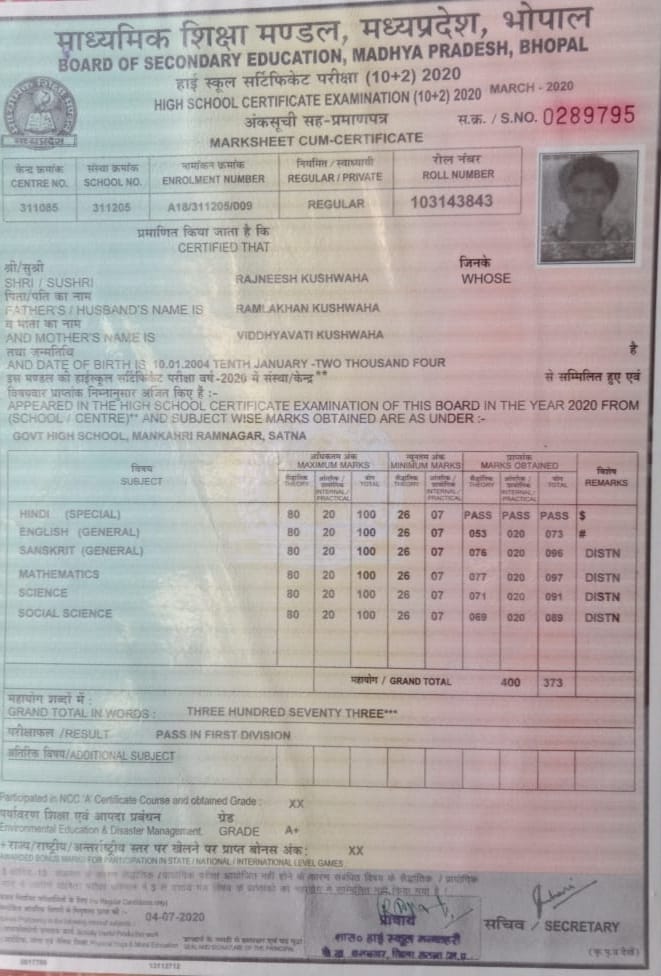 माध्यमिक शिक्षा मण्डल, मध्यप्रदेश, भोपाल
BOARD OF SECONDARY EDUCATION, MADHYA PRADESH, BHOPAL
हाई स्कूल सर्टिफिकेट परीक्षा (10+2) 2020
HIGH SCHOOL CERTIFICATE EXAMINATION (10+2) 2020 MARCH - 2020
अंकसूची सह-प्रमाणपत्र स.क्र. / S.NO. 0289795
MARKSHEET CUM-CERTIFICATE
मध्यप्रदेश
केन्द्र क्रमांक संस्था क्रमांक नामांकन क्रमांक नियमित / स्वाध्यायी रोल नंबर
CENTRE NO. SCHOOL NO. ENROLMENT NUMBER REGULAR / PRIVATE ROLL NUMBER
311085 311205 A18/311205/009 REGULAR 103143843
प्रमाणित किया जाता है कि
CERTIFIED THAT
श्री/सुश्री जिनके
SHRI / SUSHRI RAJNEESH KUSHWAHA WHOSE
पिता/पति का नाम
FATHER'S / HUSBAND'S NAME IS RAMLAKHAN KUSHWAHA
व माता का नाम
AND MOTHER'S NAME IS VIDDHYAVATI KUSHWAHA
तथा जन्मतिथि है
AND DATE OF BIRTH IS 10.01.2004 TENTH JANUARY -TWO THOUSAND FOUR
इस मण्डल की हाईस्कूल सर्टिफिकेट परीक्षा वर्ष-2020 में संस्था/केन्द्र** से सम्मिलित हुए एवं
विषयवार प्राप्तांक निम्नानुसार अर्जित किए है :-
APPEARED IN THE HIGH SCHOOL CERTIFICATE EXAMINATION OF THIS BOARD IN THE YEAR 2020 FROM
(SCHOOL / CENTRE)** AND SUBJECT WISE MARKS OBTAINED ARE AS UNDER :-
GOVT HIGH SCHOOL, MANKAHRI RAMNAGAR, SATNA
विषय अधिकतम अंक न्यूनतम अंक प्राप्तांक विशेष
SUBJECT MAXIMUM MARKS MINIMUM MARKS MARKS OBTAINED REMARKS
सैद्धांतिक आंतरिक / प्रायोगिक योग सैद्धांतिक आंतरिक / प्रायोगिक सैद्धांतिक आंतरिक / प्रायोगिक योग
THEORY INTERNAL / PRACTICAL TOTAL THEORY INTERNAL / PRACTICAL THEORY INTERNAL / PRACTICAL TOTAL
HINDI (SPECIAL) 80 20 100 26 07 PASS PASS PASS $
ENGLISH (GENERAL) 80 20 100 26 07 053 020 073 #
SANSKRIT (GENERAL) 80 20 100 26 07 076 020 096 DISTN
MATHEMATICS 80 20 100 26 07 077 020 097 DISTN
SCIENCE 80 20 100 26 07 071 020 091 DISTN
SOCIAL SCIENCE 80 20 100 26 07 069 020 089 DISTN
महायोग / GRAND TOTAL 400 373
महायोग शब्दों में :
GRAND TOTAL IN WORDS : THREE HUNDRED SEVENTY THREE***
परीक्षाफल /RESULT PASS IN FIRST DIVISION
अतिरिक्त विषय/ADDITIONAL SUBJECT
Participated in NCC 'A' Certificate Course and obtained Grade : XX
पर्यावरण शिक्षा एवं आपदा प्रबंधन ग्रेड
Environmental Education & Disaster Management. GRADE A+
+ राज्य/राष्ट्रीय/अन्तर्राष्ट्रीय स्तर पर खेलने पर प्राप्त बोनस अंक: XX
AWARDED BONUS MARKS FOR PARTICIPATION IN STATE / NATIONAL / INTERNATIONAL LEVEL GAMES
04-07-2020
प्राचार्य
शास० हाई स्कूल मनकहरी
सचिव / SECRETARY
SEAL AND SIGNATURE OF THE PRINCIPAL
(कृ.पृ.प.देखें)